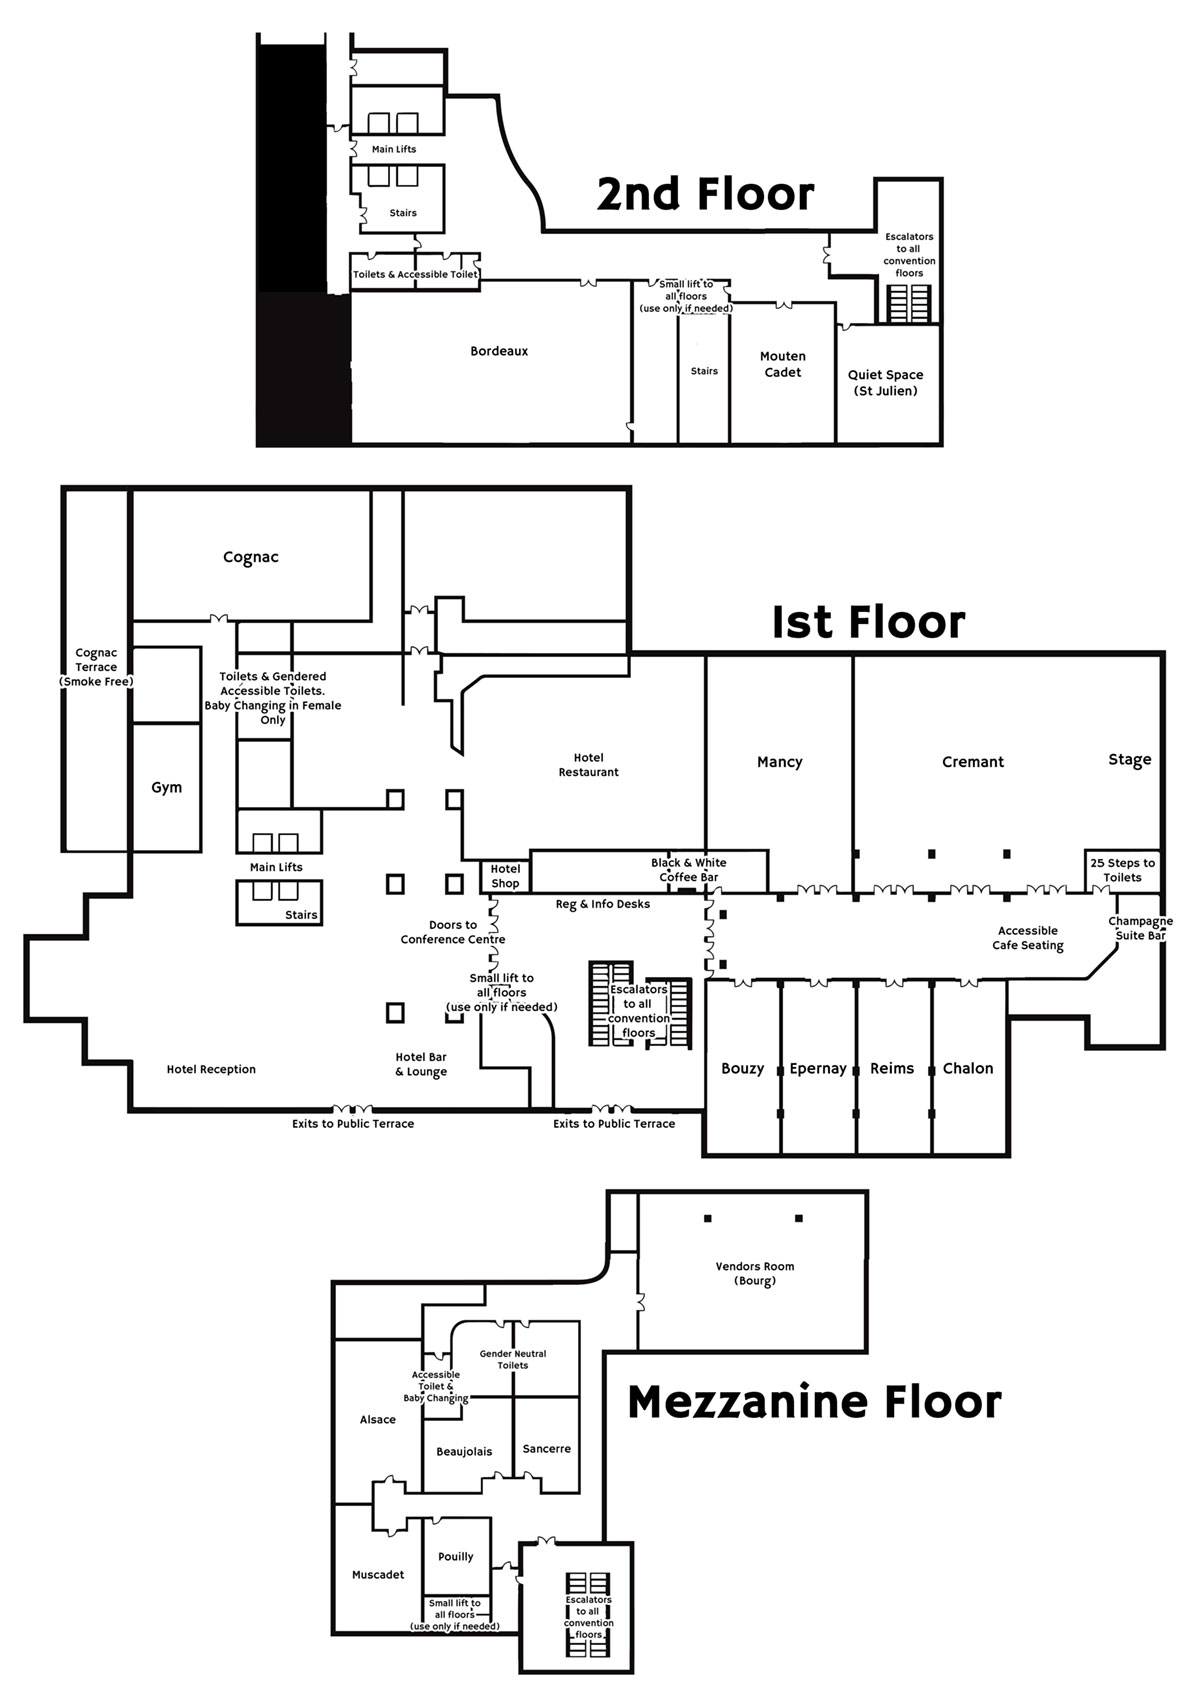 2nd Floor
Main Lifts
Stairs
Toilets & Accessible Toilet
Escalators
to all
convention
floors
Small lift to
all floors
(use only if needed)
Bordeaux
Stairs
Mouten
Cadet
Quiet Space
(St Julien)
1st Floor
Cognac
Cognac
Terrace
(Smoke Free)
Toilets & Gendered
Accessible Toilets.
Baby Changing in Female
Only
Gym
Hotel
Restaurant
Mancy
Cremant
Stage
Main Lifts
Stairs
Hotel
Shop
Black & White
Coffee Bar
25 Steps to
Toilets
Reg & Info Desks
Doors to
Conference Centre
Accessible
Cafe Seating
Champagne
Suite Bar
Small lift to
all floors
(use only if needed)
Escalators
to all
convention
floors
Hotel Reception
Hotel Bar
& Lounge
Bouzy
Epernay
Reims
Chalon
Exits to Public Terrace
Exits to Public Terrace
Vendors Room
(Bourg)
Mezzanine Floor
Gender Neutral
Toilets
Accessible
Toilet &
Baby Changing
Alsace
Beaujolais
Sancerre
Pouilly
Muscadet
Small lift to
all floors
(use only if needed)
Escalators
to all
convention
floors